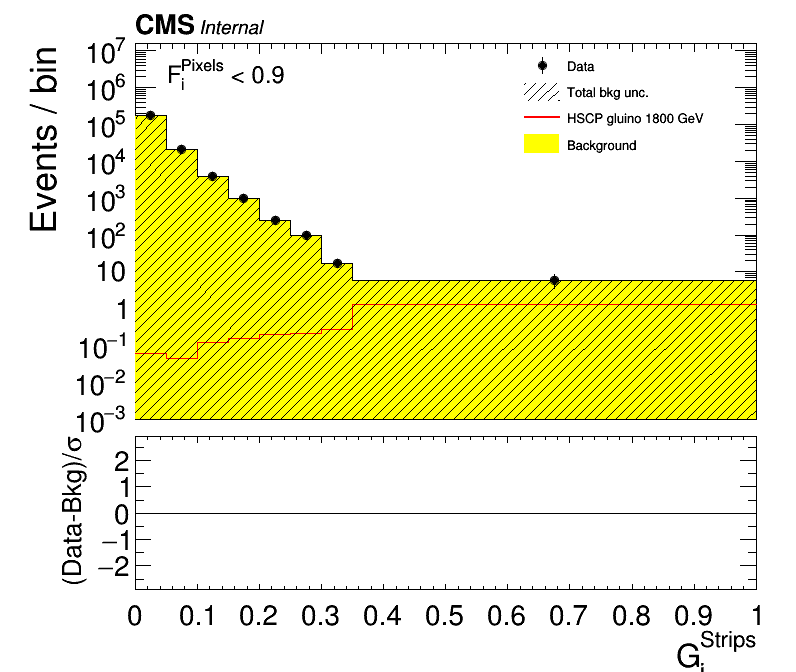 CMS Internal
F_i^Pixels < 0.9
Data
Total bkg unc.
HSCP gluino 1800 GeV
Background
Events / bin
10^7
10^6
10^5
10^4
10^3
10^2
10
1
10^−1
10^−2
10^−3
(Data-Bkg)/σ
2
1
0
−1
−2
0 0.1 0.2 0.3 0.4 0.5 0.6 0.7 0.8 0.9 1
G_i^Strips